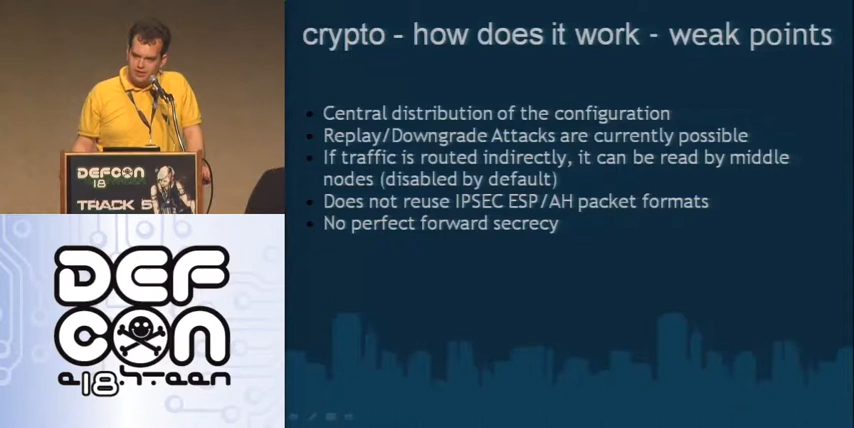 crypto - how does it work - weak points
Central distribution of the configuration
Replay/Downgrade Attacks are currently possible
If traffic is routed indirectly, it can be read by middle
nodes (disabled by default)
Does not reuse IPSEC ESP/AH packet formats
No perfect forward secrecy
DEFCON
18
TRACK 5
DEF
CON
e18hteen